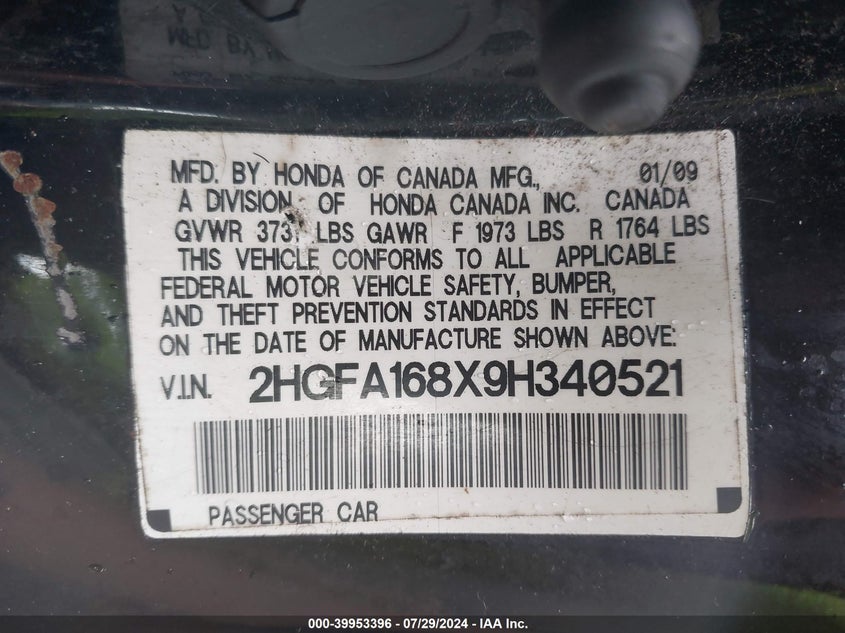 MFD. BY HONDA OF CANADA MFG., 01/09
A DIVISION OF HONDA CANADA INC. CANADA
GVWR LBS GAWR F 1973 LBS R 1764 LBS
THIS VEHICLE CONFORMS TO ALL APPLICABLE
FEDERAL MOTOR VEHICLE SAFETY, BUMPER,
AND THEFT PREVENTION STANDARDS IN EFFECT
ON THE DATE OF MANUFACTURE SHOWN ABOVE:
V.I.N. 2HGFA168X9H340521
PASSENGER CAR
000-39953396 / 07/29/2024 / IAA Inc.